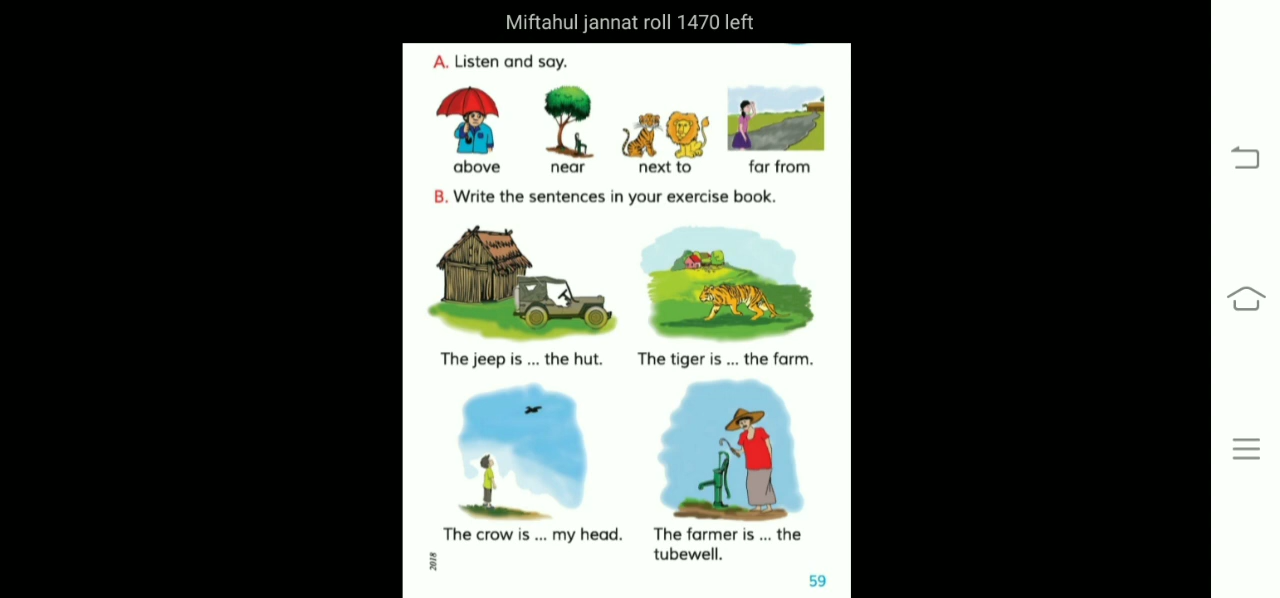 Miftahul jannat roll 1470 left
A. Listen and say.
above near next to far from
B. Write the sentences in your exercise book.
The jeep is ... the hut. The tiger is ... the farm.
The crow is ... my head. The farmer is ... the
tubewell.
2018
59